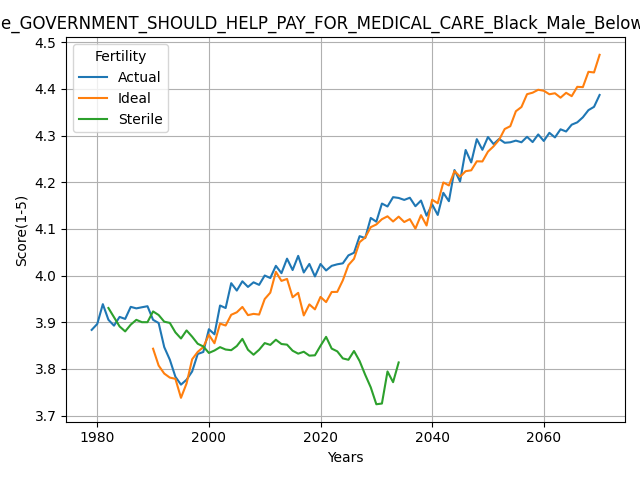 e_GOVERNMENT_SHOULD_HELP_PAY_FOR_MEDICAL_CARE_Black_Male_Below
4.5
4.4
4.3
4.2
4.1
4.0
3.9
3.8
3.7
Score(1-5)
Fertility
Actual
Ideal
Sterile
1980
2000
2020
2040
2060
Years